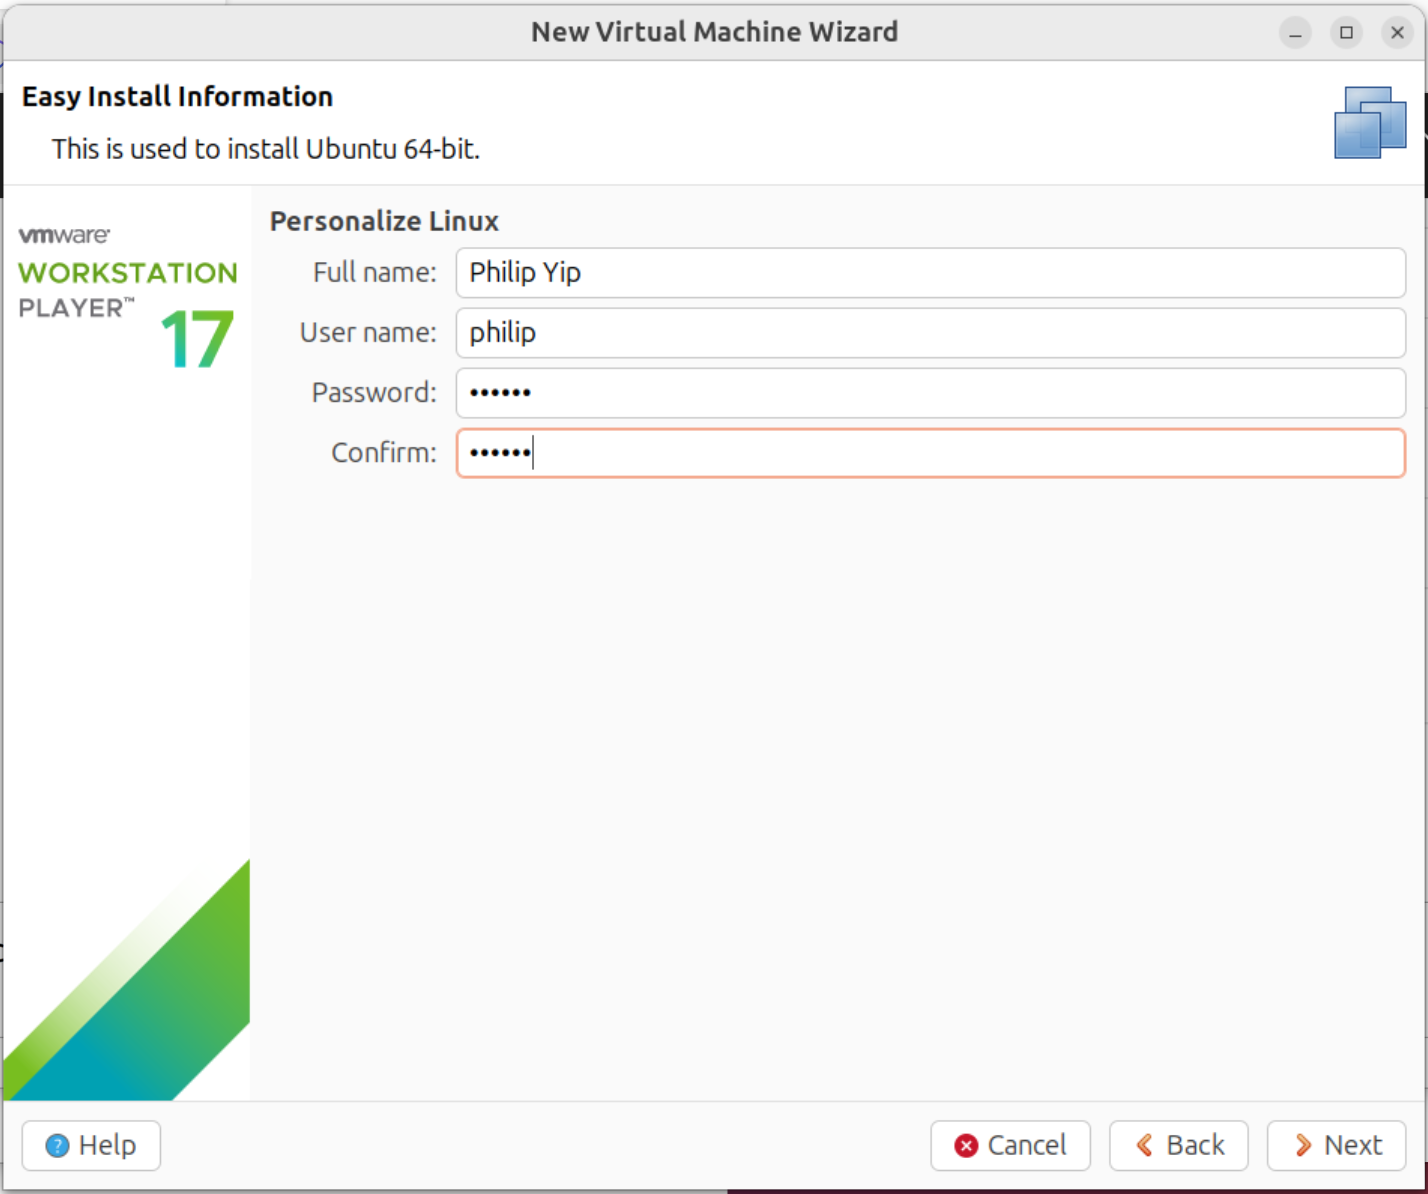 New Virtual Machine Wizard
Easy Install Information
This is used to install Ubuntu 64-bit.
vmware
WORKSTATION
PLAYER™
17
Personalize Linux
Full name: Philip Yip
User name: philip
Password: ••••••
Confirm: ••••••
Help
Cancel
Back
Next